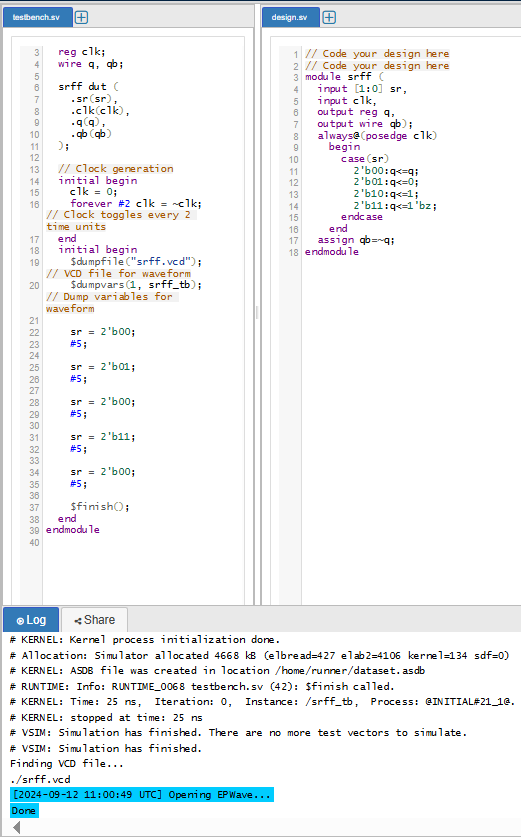 testbench.sv
3 reg clk;
4 wire q, qb;
5
6 srff dut (
7 .sr(sr),
8 .clk(clk),
9 .q(q),
10 .qb(qb)
11 );
12
13 // Clock generation
14 initial begin
15 clk = 0;
16 forever #2 clk = ~clk;
// Clock toggles every 2
time units
17 end
18 initial begin
19 $dumpfile("srff.vcd");
// VCD file for waveform
20 $dumpvars(1, srff_tb);
// Dump variables for
waveform
21
22 sr = 2'b00;
23 #5;
24
25 sr = 2'b01;
26 #5;
27
28 sr = 2'b00;
29 #5;
30
31 sr = 2'b11;
32 #5;
33
34 sr = 2'b00;
35 #5;
36
37 $finish();
38 end
39 endmodule
40
design.sv
1 // Code your design here
2 // Code your design here
3 module srff (
4 input [1:0] sr,
5 input clk,
6 output reg q,
7 output wire qb);
8 always@(posedge clk)
9 begin
10 case(sr)
11 2'b00:q<=q;
12 2'b01:q<=0;
13 2'b10:q<=1;
14 2'b11:q<=1'bz;
15 endcase
16 end
17 assign qb=~q;
18 endmodule
Log
Share
# KERNEL: Kernel process initialization done.
# Allocation: Simulator allocated 4668 kB (elbread=427 elab2=4106 kernel=134 sdf=0)
# KERNEL: ASDB file was created in location /home/runner/dataset.asdb
# RUNTIME: Info: RUNTIME_0068 testbench.sv (42): $finish called.
# KERNEL: Time: 25 ns, Iteration: 0, Instance: /srff_tb, Process: @INITIAL#21_1@.
# KERNEL: stopped at time: 25 ns
# VSIM: Simulation has finished. There are no more test vectors to simulate.
# VSIM: Simulation has finished.
Finding VCD file...
./srff.vcd
[2024-09-12 11:00:49 UTC] Opening EPWave...
Done